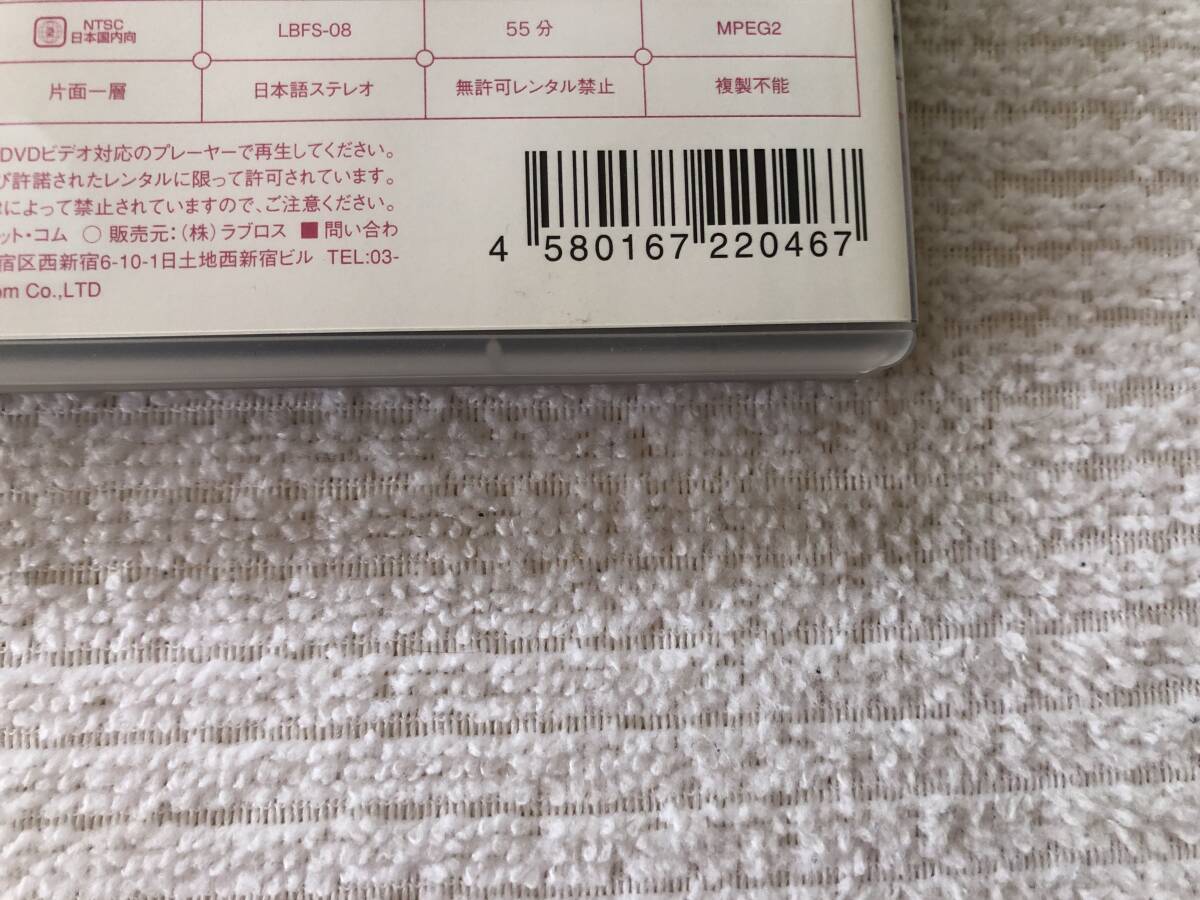 NTSC
日本国内向
LBFS-08
55分
MPEG2
片面一層
日本語ステレオ
無許可レンタル禁止
複製不能
DVDビデオ対応のプレーヤーで再生してください。
許諾されたレンタルに限って許可されています。
によって禁止されていますので、ご注意ください。
ット・コム ○ 販売元:(株)ラブロス ■ 問い合わ
宿区西新宿6-10-1日土地西新宿ビル TEL:03-
om Co.,LTD
4 580167 220467